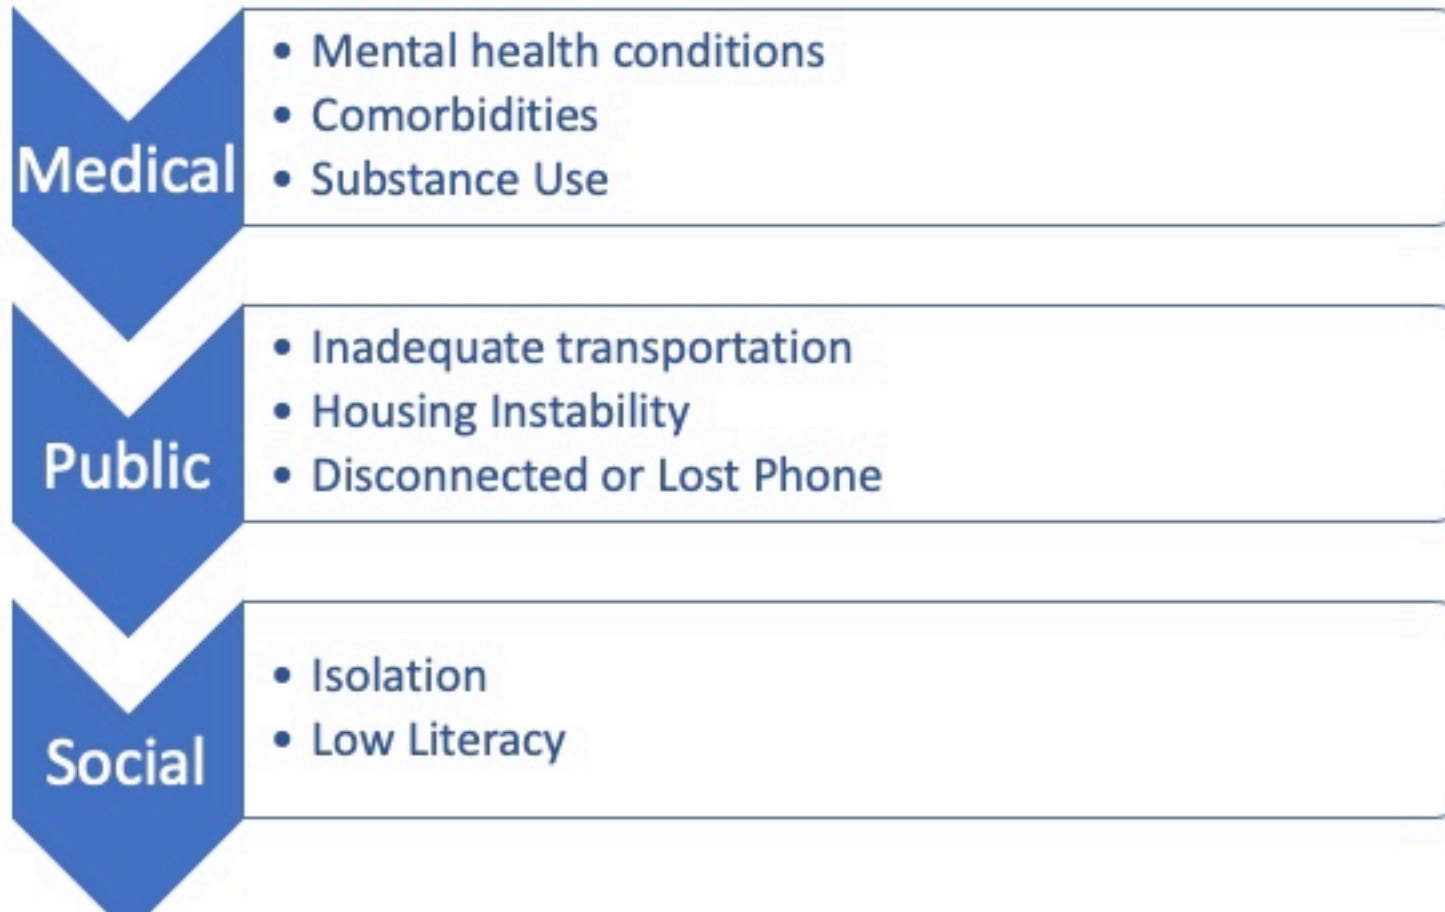 Medical
• Mental health conditions
• Comorbidities
• Substance Use
Public
• Inadequate transportation
• Housing Instability
• Disconnected or Lost Phone
Social
• Isolation
• Low Literacy